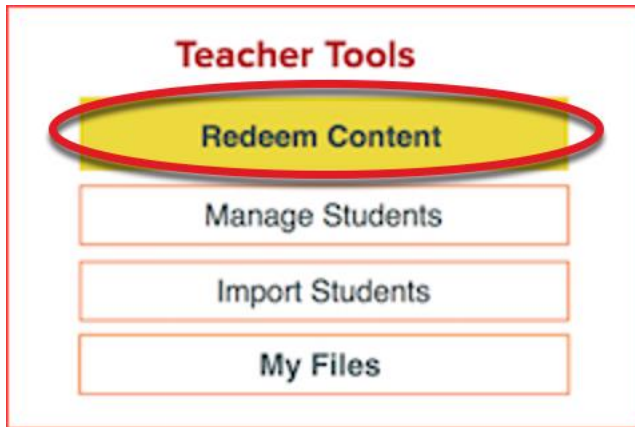 Teacher Tools
Redeem Content
Manage Students
Import Students
My Files